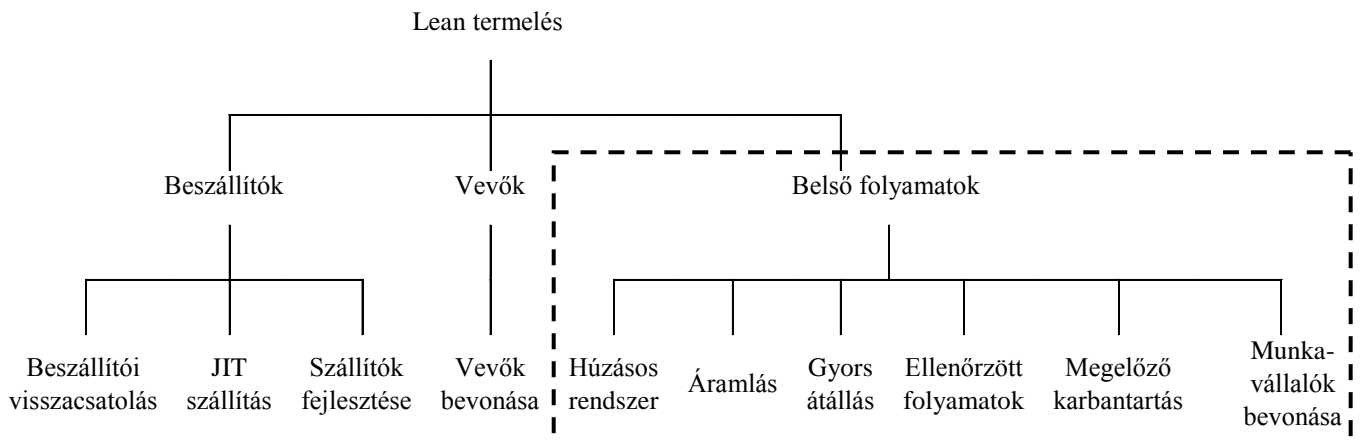 Lean termelés
Beszállítók
Vevők
Belső folyamatok
Beszállítói
visszacsatolás
JIT
szállítás
Szállítók
fejlesztése
Vevők
bevonása
Húzásos
rendszer
Áramlás
Gyors
átállás
Ellenőrzött
folyamatok
Megelőző
karbantartás
Munka-
vállalók
bevonása